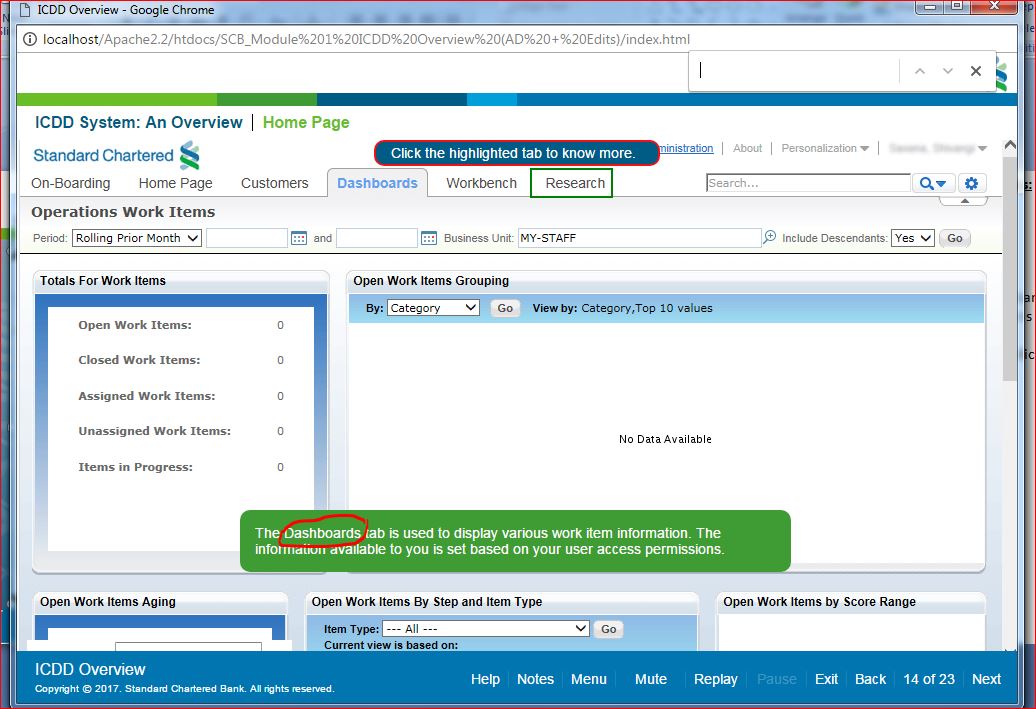 ICDD Overview - Google Chrome
localhost/Apache2.2/htdocs/SCB_Module%201%20ICDD%20Overview%20(AD%20+%20Edits)/index.html
ICDD System: An Overview | Home Page
Standard Chartered
Click the highlighted tab to know more.
ministration | About | Personalization
On-Boarding Home Page Customers Dashboards Workbench Research Search...
Operations Work Items
Period: Rolling Prior Month and Business Unit: MY-STAFF Include Descendants: Yes Go
Totals For Work Items
Open Work Items: 0
Closed Work Items: 0
Assigned Work Items: 0
Unassigned Work Items: 0
Items in Progress: 0
Open Work Items Grouping
By: Category Go View by: Category,Top 10 values
No Data Available
The Dashboards tab is used to display various work item information. The
information available to you is set based on your user access permissions.
Open Work Items Aging
Open Work Items By Step and Item Type
Item Type: --- All --- Go
Current view is based on:
Open Work Items by Score Range
ICDD Overview
Copyright © 2017. Standard Chartered Bank. All rights reserved.
Help Notes Menu Mute Replay Pause Exit Back 14 of 23 Next